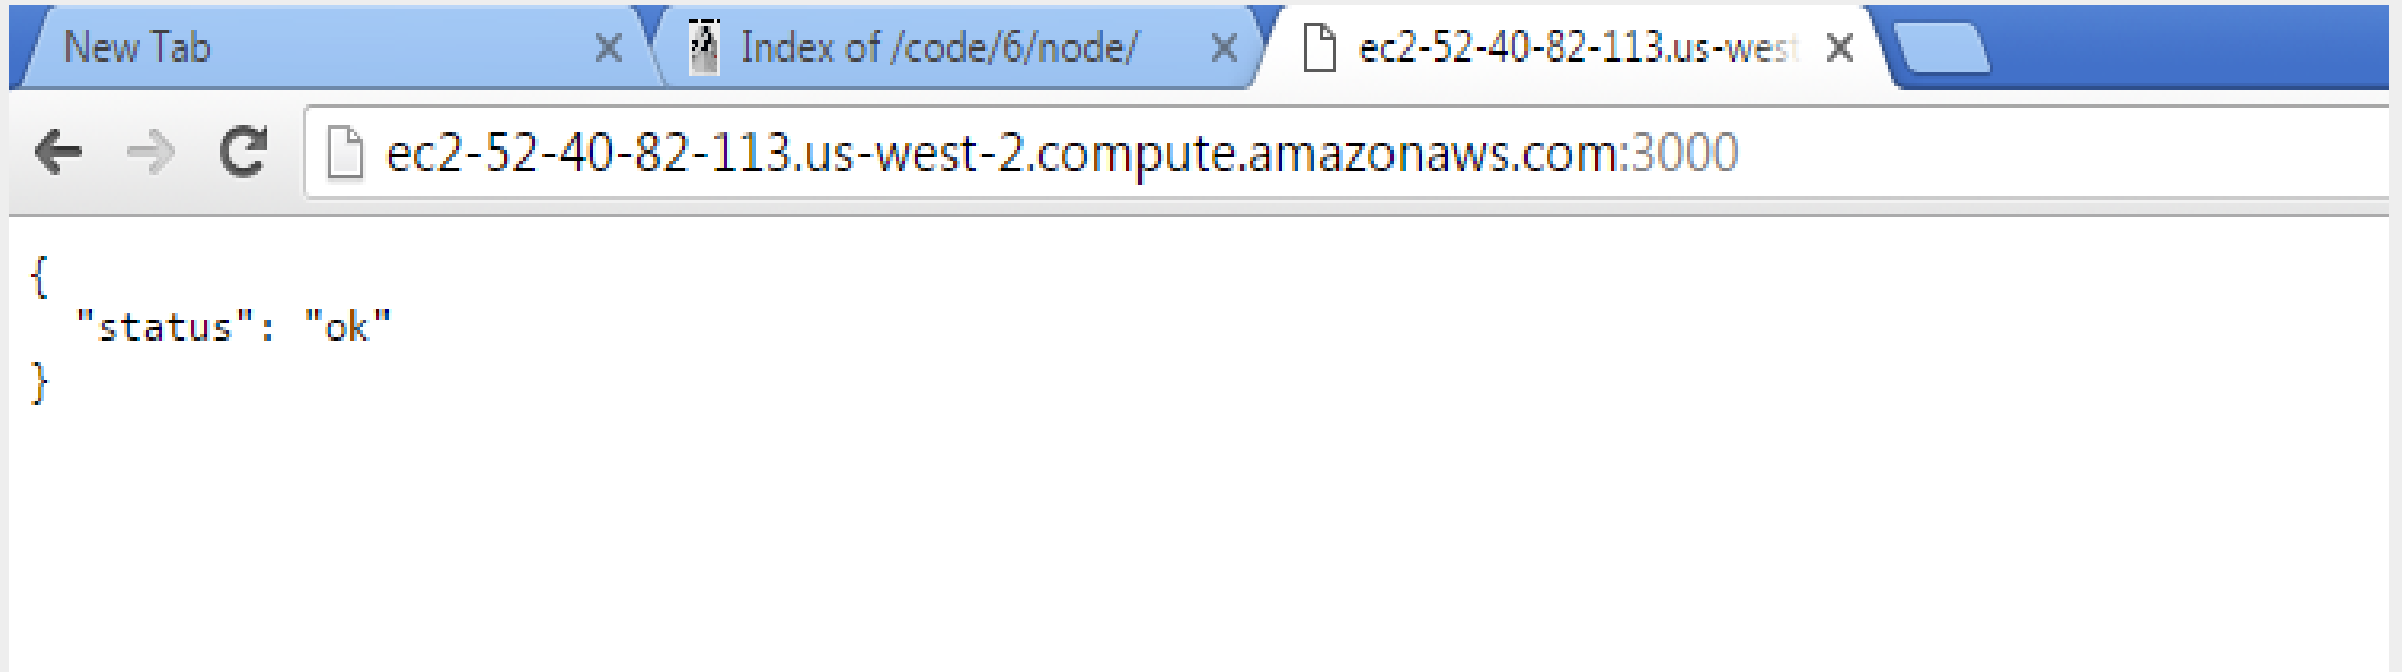 New Tab
Index of /code/6/node/
ec2-52-40-82-113.us-west
ec2-52-40-82-113.us-west-2.compute.amazonaws.com:3000
{
  "status": "ok"
}